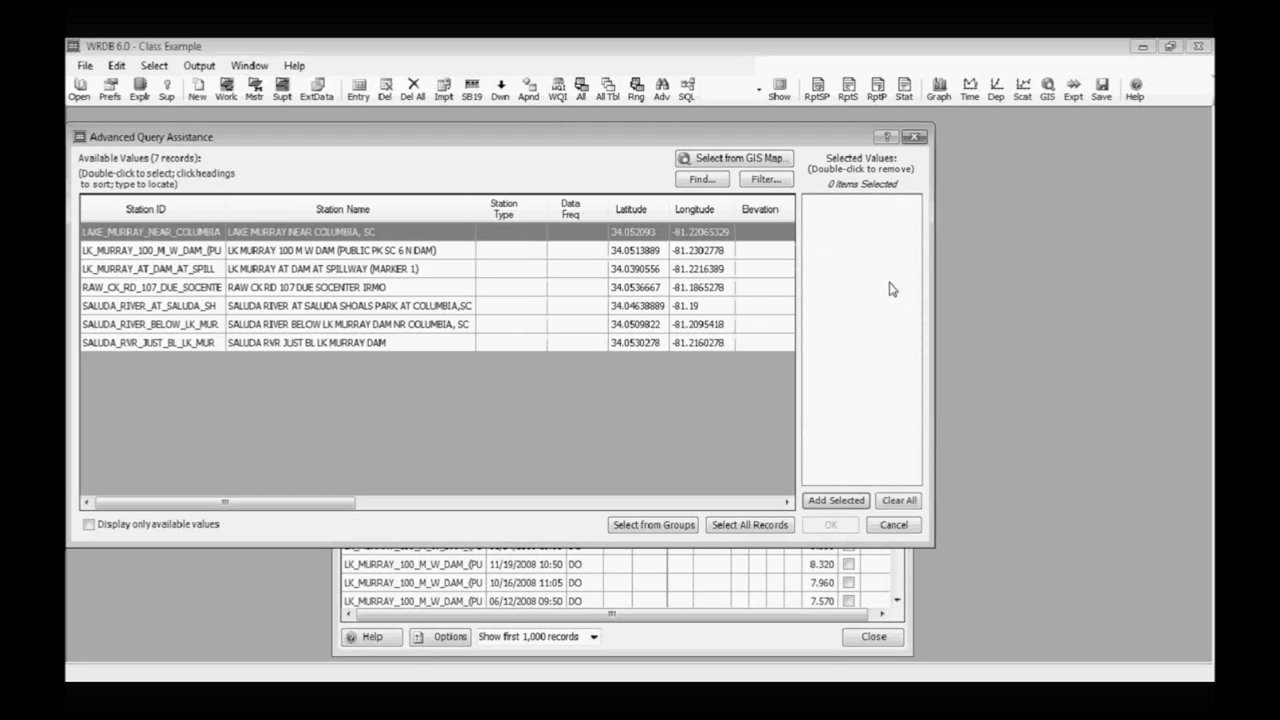 WRDB 6.0 - Class Example
File Edit Select Output Window Help
Open Prefs Explr Sup New Work Mstr Supt ExtData Entry Del Del All Impt SB19 Dwn Apnd WQI All All Tbl Rng Adv SQL Show RptSP RptS RptP Stat Graph Time Dep Scat GIS Expt Save Help
Advanced Query Assistance
Available Values (7 records):
(Double-click to select; click headings
to sort; type to locate)
Select from GIS Map...
Find... Filter...
Selected Values:
(Double-click to remove)
0 Items Selected
Station ID Station Name Station Type Data Freq Latitude Longitude Elevation
LAKE_MURRAY_NEAR_COLUMBIA LAKE MURRAY NEAR COLUMBIA, SC 34.052093 -81.22065329
LK_MURRAY_100_M_W_DAM_(PU LK MURRAY 100 M W DAM (PUBLIC PK SC 6 N DAM) 34.0513889 -81.2302778
LK_MURRAY_AT_DAM_AT_SPILL LK MURRAY AT DAM AT SPILLWAY (MARKER 1) 34.0390556 -81.2216389
RAW_CK_RD_107_DUE_SOCENTE RAW CK RD 107 DUE SOCENTER IRMO 34.0536667 -81.1865278
SALUDA_RIVER_AT_SALUDA_SH SALUDA RIVER AT SALUDA SHOALS PARK AT COLUMBIA,SC 34.04638889 -81.19
SALUDA_RIVER_BELOW_LK_MUR. SALUDA RIVER BELOW LK MURRAY DAM NR COLUMBIA, SC 34.0509822 -81.2095418
SALUDA_RVR_JUST_BL_LK_MUR SALUDA RVR JUST BL LK MURRAY DAM 34.0530278 -81.2160278
Add Selected Clear All
Display only available values Select from Groups Select All Records OK Cancel
LK_MURRAY_100_M_W_DAM_(PU 11/19/2008 10:50 DO 8.320
LK_MURRAY_100_M_W_DAM_(PU 10/16/2008 11:05 DO 7.960
LK_MURRAY_100_M_W_DAM_(PU 06/12/2008 09:50 DO 7.570
Help Options Show first 1,000 records Close